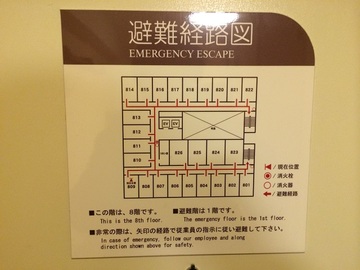 避難経路図
EMERGENCY ESCAPE
814 815 816 817 818 819 820 821 822
813
812
811
810
EV EV
826 825 824 823
809 808 807 806 805 804 803 802 801
/現在位置
/消火栓
/消火器
/避難経路
■この階は、8階です。 ■避難階は1階です。
This is the 8th floor. The emergency floor is the 1st floor.
■非常の際は、矢印の経路で従業員の指示に従い避難して下さい。
In case of emergency, follow our employee and along
direction shown above for safety.